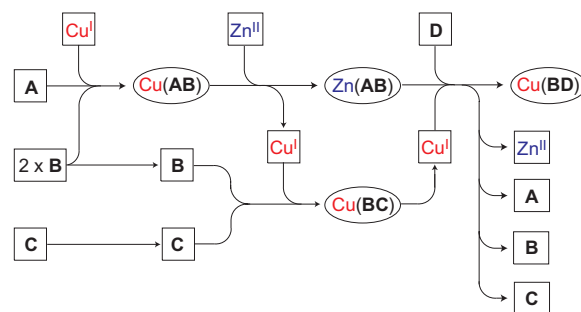 Cuᴵ Znᴵᴵ D
A Cu(AB) Zn(AB) Cu(BD)
2 x B B Cuᴵ Cuᴵ Znᴵᴵ
A
Cu(BC)
C C B
C